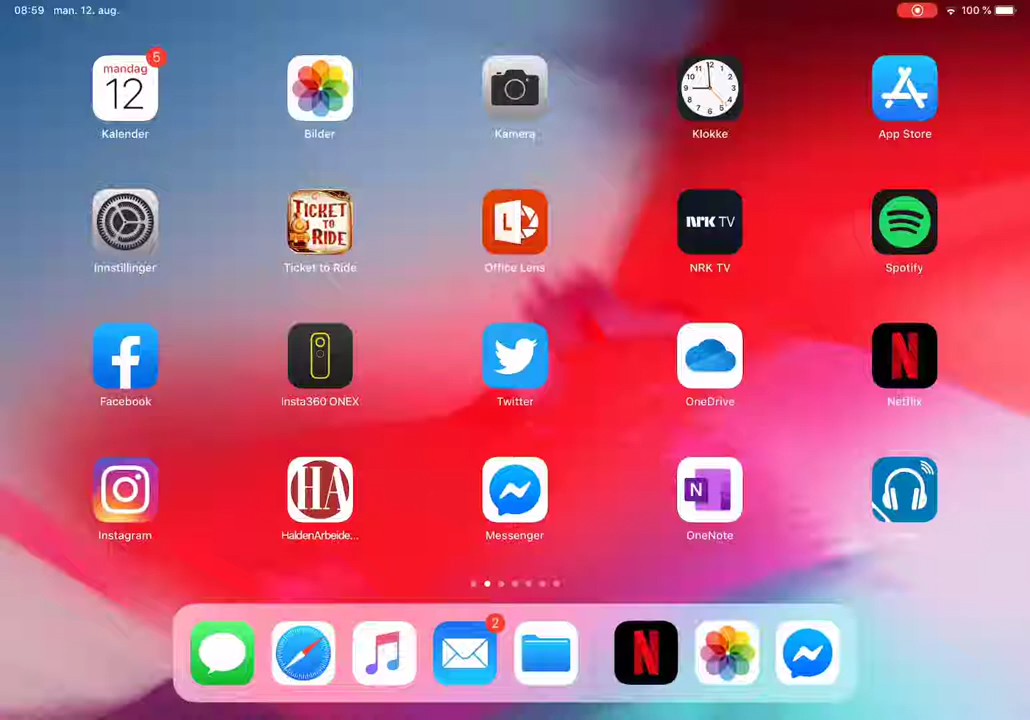 08:59 man. 12. aug.
100 %
5
mandag
12
Kalender
Bilder
Kamera
Klokke
App Store
Innstillinger
TICKET TO RIDE
Ticket to Ride
L
Office Lens
NRK TV
NRK TV
Spotify
Facebook
Insta360 ONEX
Twitter
OneDrive
N
Netflix
Instagram
HA
HaldenArbeide...
Messenger
N
OneNote
2
N